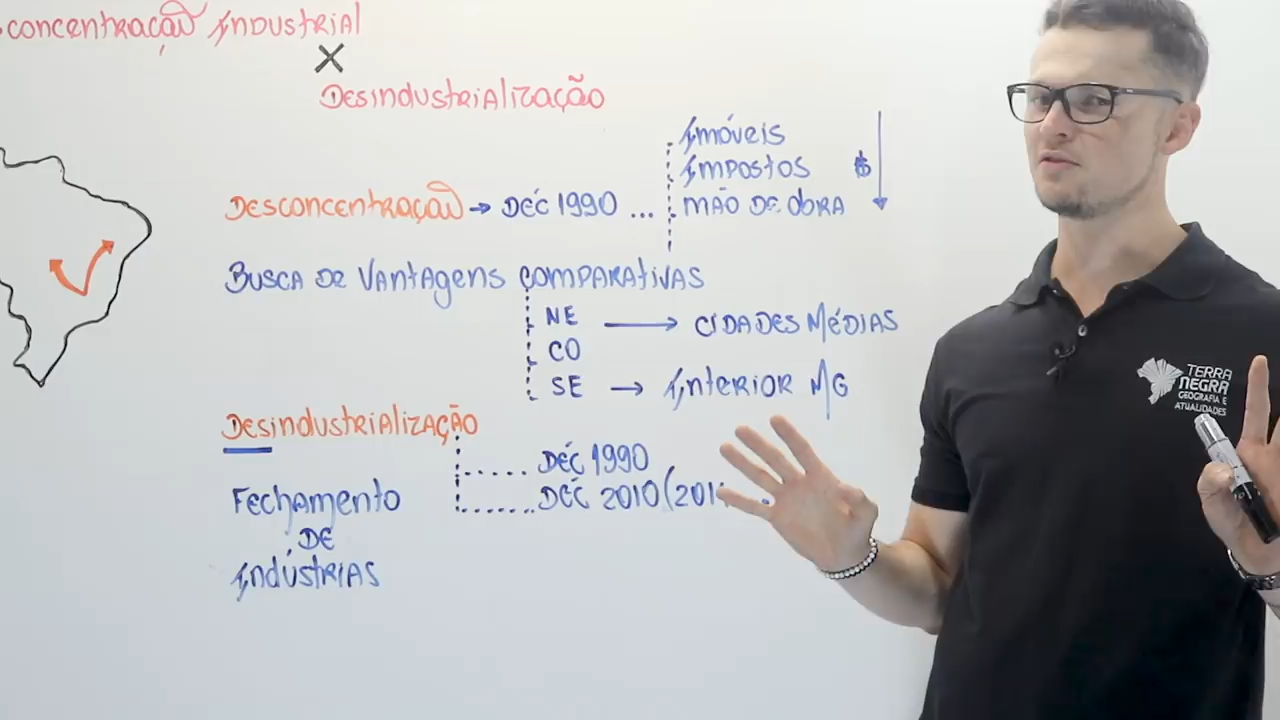 concentração Industrial
X
Desindustrialização
Imóveis
Impostos
$
Mão de obra
Desconcentração → Déc 1990 ...
Busca de Vantagens comparativas
NE → cidades Médias
CO
SE → Interior MG
Desindustrialização
Déc 1990
Déc 2010
Fechamento
de
Indústrias
TERRA
NEGRA
GEOGRAFIA E
ATUALIDADES